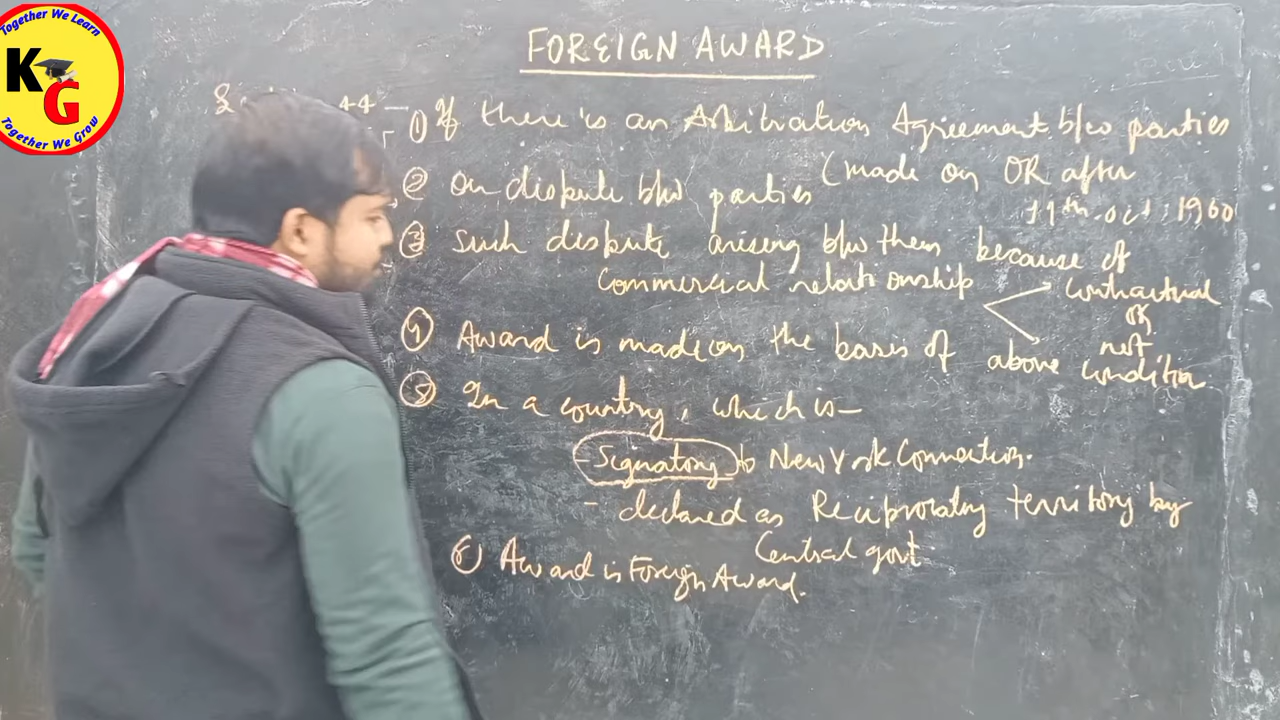 Together We Learn
KG
Together We Grow
FOREIGN AWARD
44 - ① If there is an Arbitration Agreement b/w parties
(made on OR after
11th oct. 1960
② On dispute b/w parties
③ Such dispute arising b/w them because of
Commercial relationship
Contractual
OR
not
④ Award is made on the basis of above condition
⑤ In a country, which is -
- Signatory to New York Convention.
- declared as Reciprocating territory by
Central govt
⑥ Award is Foreign Award.